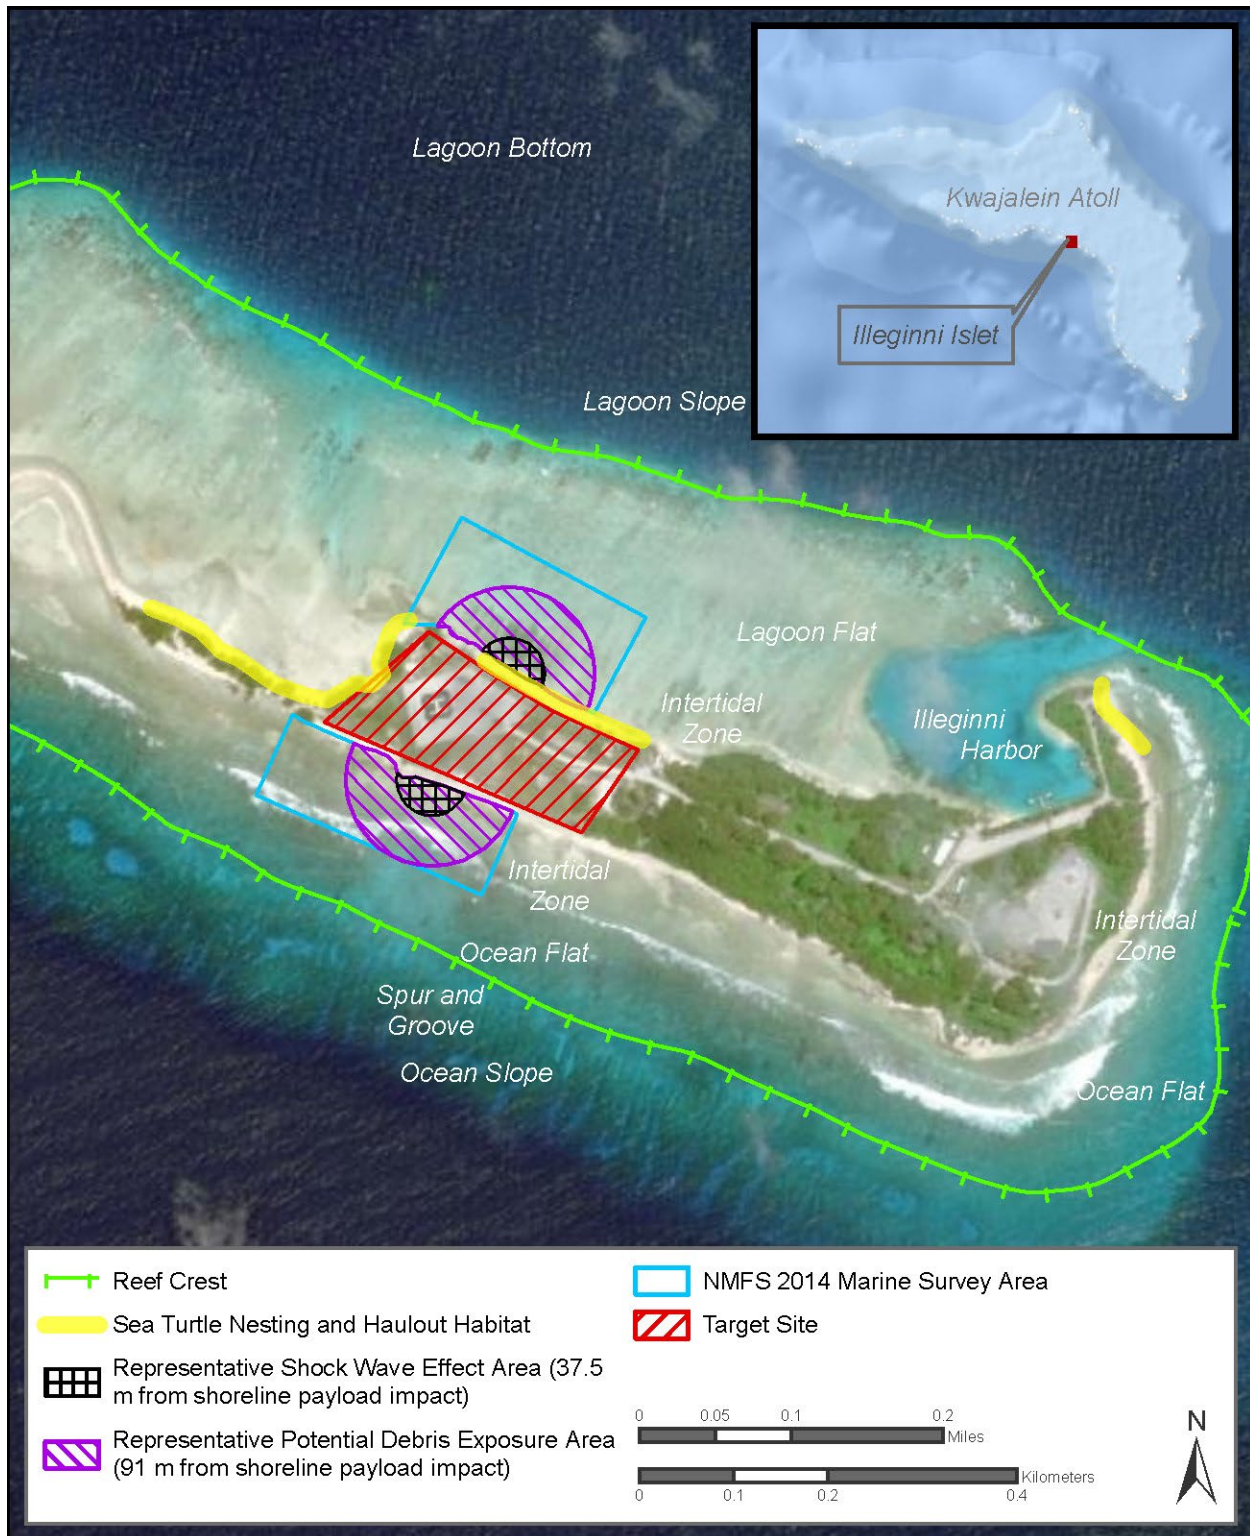 Lagoon Bottom
Kwajalein Atoll
Illeginni Islet
Lagoon Slope
Lagoon Flat
Intertidal
Zone
Illeginni
Harbor
Intertidal
Zone
Intertidal
Zone
Ocean Flat
Spur and
Groove
Ocean Slope
Ocean Flat
Reef Crest
Sea Turtle Nesting and Haulout Habitat
Representative Shock Wave Effect Area (37.5
m from shoreline payload impact)
Representative Potential Debris Exposure Area
(91 m from shoreline payload impact)
NMFS 2014 Marine Survey Area
Target Site
0 0.05 0.1 0.2
Miles
Kilometers
0 0.1 0.2 0.4
N